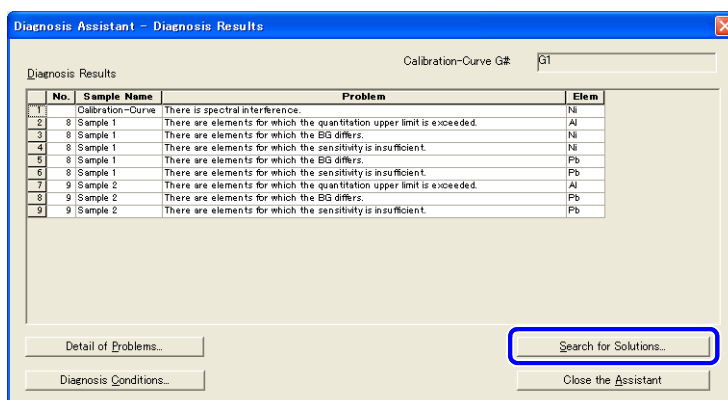 Diagnosis Assistant - Diagnosis Results
Calibration-Curve G# G1
Diagnosis Results
No. Sample Name Problem Elem
1 Calibration-Curve There is spectral interference. Ni
2 8 Sample 1 There are elements for which the quantitation upper limit is exceeded. Al
3 8 Sample 1 There are elements for which the BG differs. Ni
4 8 Sample 1 There are elements for which the sensitivity is insufficient. Ni
5 8 Sample 1 There are elements for which the BG differs. Pb
6 8 Sample 1 There are elements for which the sensitivity is insufficient. Pb
7 9 Sample 2 There are elements for which the quantitation upper limit is exceeded. Al
8 9 Sample 2 There are elements for which the BG differs. Pb
9 9 Sample 2 There are elements for which the sensitivity is insufficient. Pb
Detail of Problems... Search for Solutions...
Diagnosis Conditions... Close the Assistant